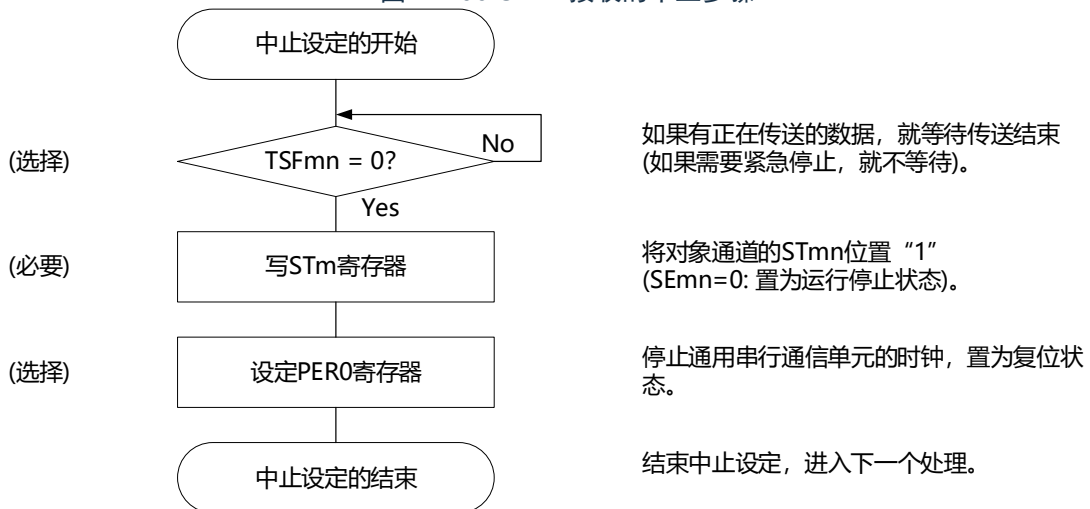 中止设定的开始
(选择)
TSFmn = 0?
No
如果有正在传送的数据，就等待传送结束
(如果需要紧急停止，就不等待)。
Yes
(必要)
写STm寄存器
将对象通道的STmn位置“1”
(SEmn=0: 置为运行停止状态)。
(选择)
设定PER0寄存器
停止通用串行通信单元的时钟，置为复位状
态。
中止设定的结束
结束中止设定，进入下一个处理。